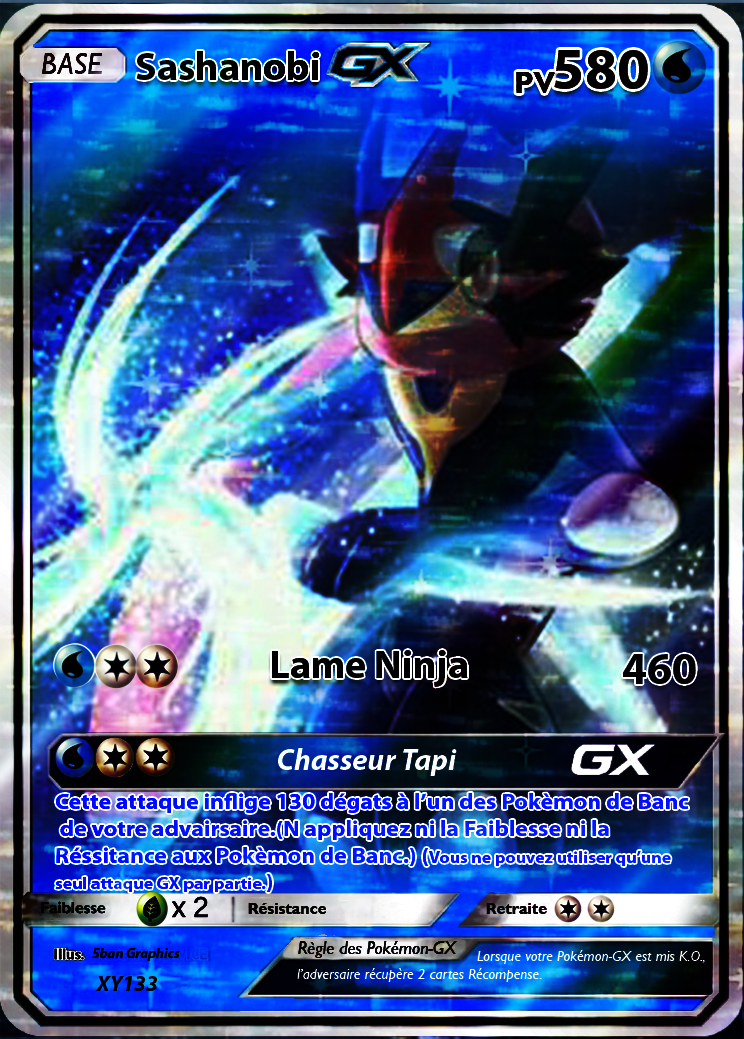 BASE Sashanobi GX PV580
Lame Ninja 460
Chasseur Tapi GX
Cette attaque inflige 130 dégats à l'un des Pokèmon de Banc
de votre advairsaire.(N appliquez ni la Faiblesse ni la
Réssitance aux Pokèmon de Banc.) (Vous ne pouvez utiliser qu'une
seul attaque GX par partie.)
Faiblesse x 2 Résistance Retraite
Illus. 5ban Graphics
Règle des Pokémon-GX Lorsque votre Pokémon-GX est mis K.O.,
l'adversaire récupère 2 cartes Récompense.
XY133